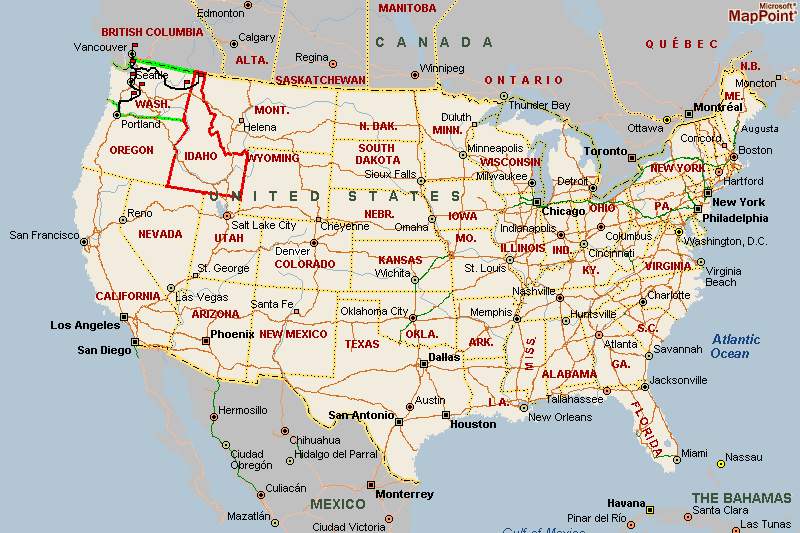 Microsoft®
MapPoint®
MANITOBA
Edmonton
BRITISH COLUMBIA
Calgary
Vancouver
CANADA
QUÉBEC
ALTA.
Regina
N.B.
SASKATCHEWAN
Winnipeg
ONTARIO
Moncton
Seattle
ME.
WASH.
MONT.
Thunder Bay
Montréal
Portland
Helena
N. DAK.
Duluth
MINN.
Ottawa
Augusta
Concord
OREGON
IDAHO
WYOMING
SOUTH
DAKOTA
Minneapolis
WISCONSIN
Toronto
Boston
Sioux Falls
Milwaukee
Detroit
NEW YORK
Hartford
UNITED STATES
New York
Reno
NEBR.
IOWA
Chicago
OHIO
PA.
Philadelphia
Salt Lake City
Cheyenne
Omaha
Indianapolis
Columbus
San Francisco
NEVADA
UTAH
Denver
MO.
ILLINOIS
IND.
Cincinnati
Washington, D.C.
COLORADO
KANSAS
St. Louis
St. George
Wichita
KY.
VIRGINIA
Virginia
Beach
CALIFORNIA
Las Vegas
Nashville
Charlotte
Santa Fe
Oklahoma City
Memphis
Huntsville
Los Angeles
ARIZONA
Phoenix
NEW MEXICO
TEXAS
OKLA.
ARK.
MISS.
S.C.
Atlanta
Atlantic
Ocean
San Diego
Dallas
ALABAMA
GA.
Savannah
Jacksonville
Hermosillo
Austin
LA.
Tallahassee
San Antonio
Houston
New Orleans
FLORIDA
Chihuahua
Ciudad
Obregón
Hidalgo del Parral
Miami
Nassau
Culiacán
Monterrey
MEXICO
Havana
THE BAHAMAS
Mazatlán
Ciudad Victoria
Pinar del Río
Santa Clara
Las Tunas
Gulf of Mexico